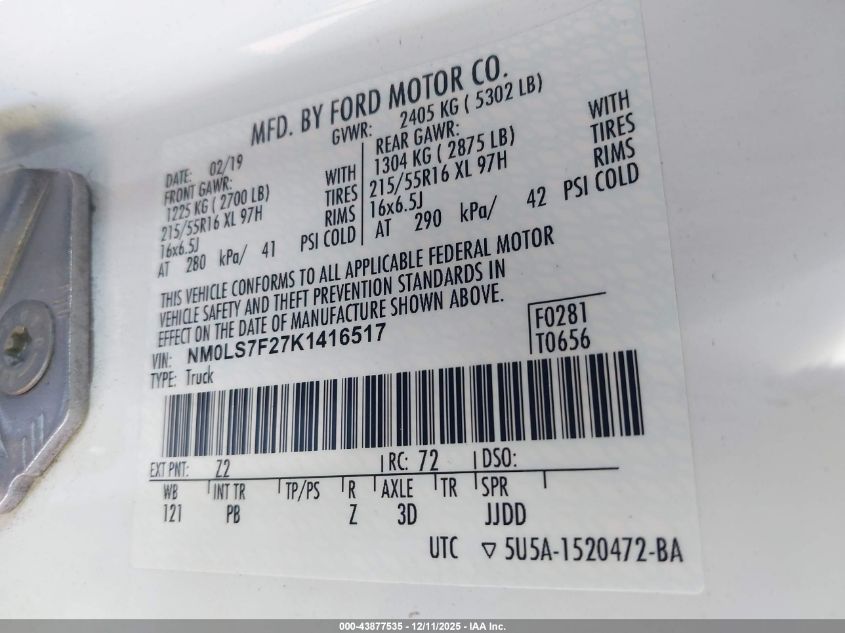 MFD. BY FORD MOTOR CO.
GVWR: 2405 KG ( 5302 LB)
DATE: 02/19
FRONT GAWR:
1225 KG ( 2700 LB) WITH
215/55R16 XL 97H TIRES
16x6.5J RIMS
AT 280 kPa/ 41 PSI COLD
REAR GAWR:
1304 KG ( 2875 LB) WITH
215/55R16 XL 97H TIRES
16x6.5J RIMS
AT 290 kPa/ 42 PSI COLD
THIS VEHICLE CONFORMS TO ALL APPLICABLE FEDERAL MOTOR
VEHICLE SAFETY AND THEFT PREVENTION STANDARDS IN
EFFECT ON THE DATE OF MANUFACTURE SHOWN ABOVE.
VIN: NM0LS7F27K1416517
TYPE: Truck
F0281
T0656
EXT PNT: Z2 RC: 72 DSO:
WB INT TR TP/PS R AXLE TR SPR
121 PB Z 3D JJDD
UTC ▽ 5U5A-1520472-BA
000-43877535 - 12/11/2025 - IAA Inc.